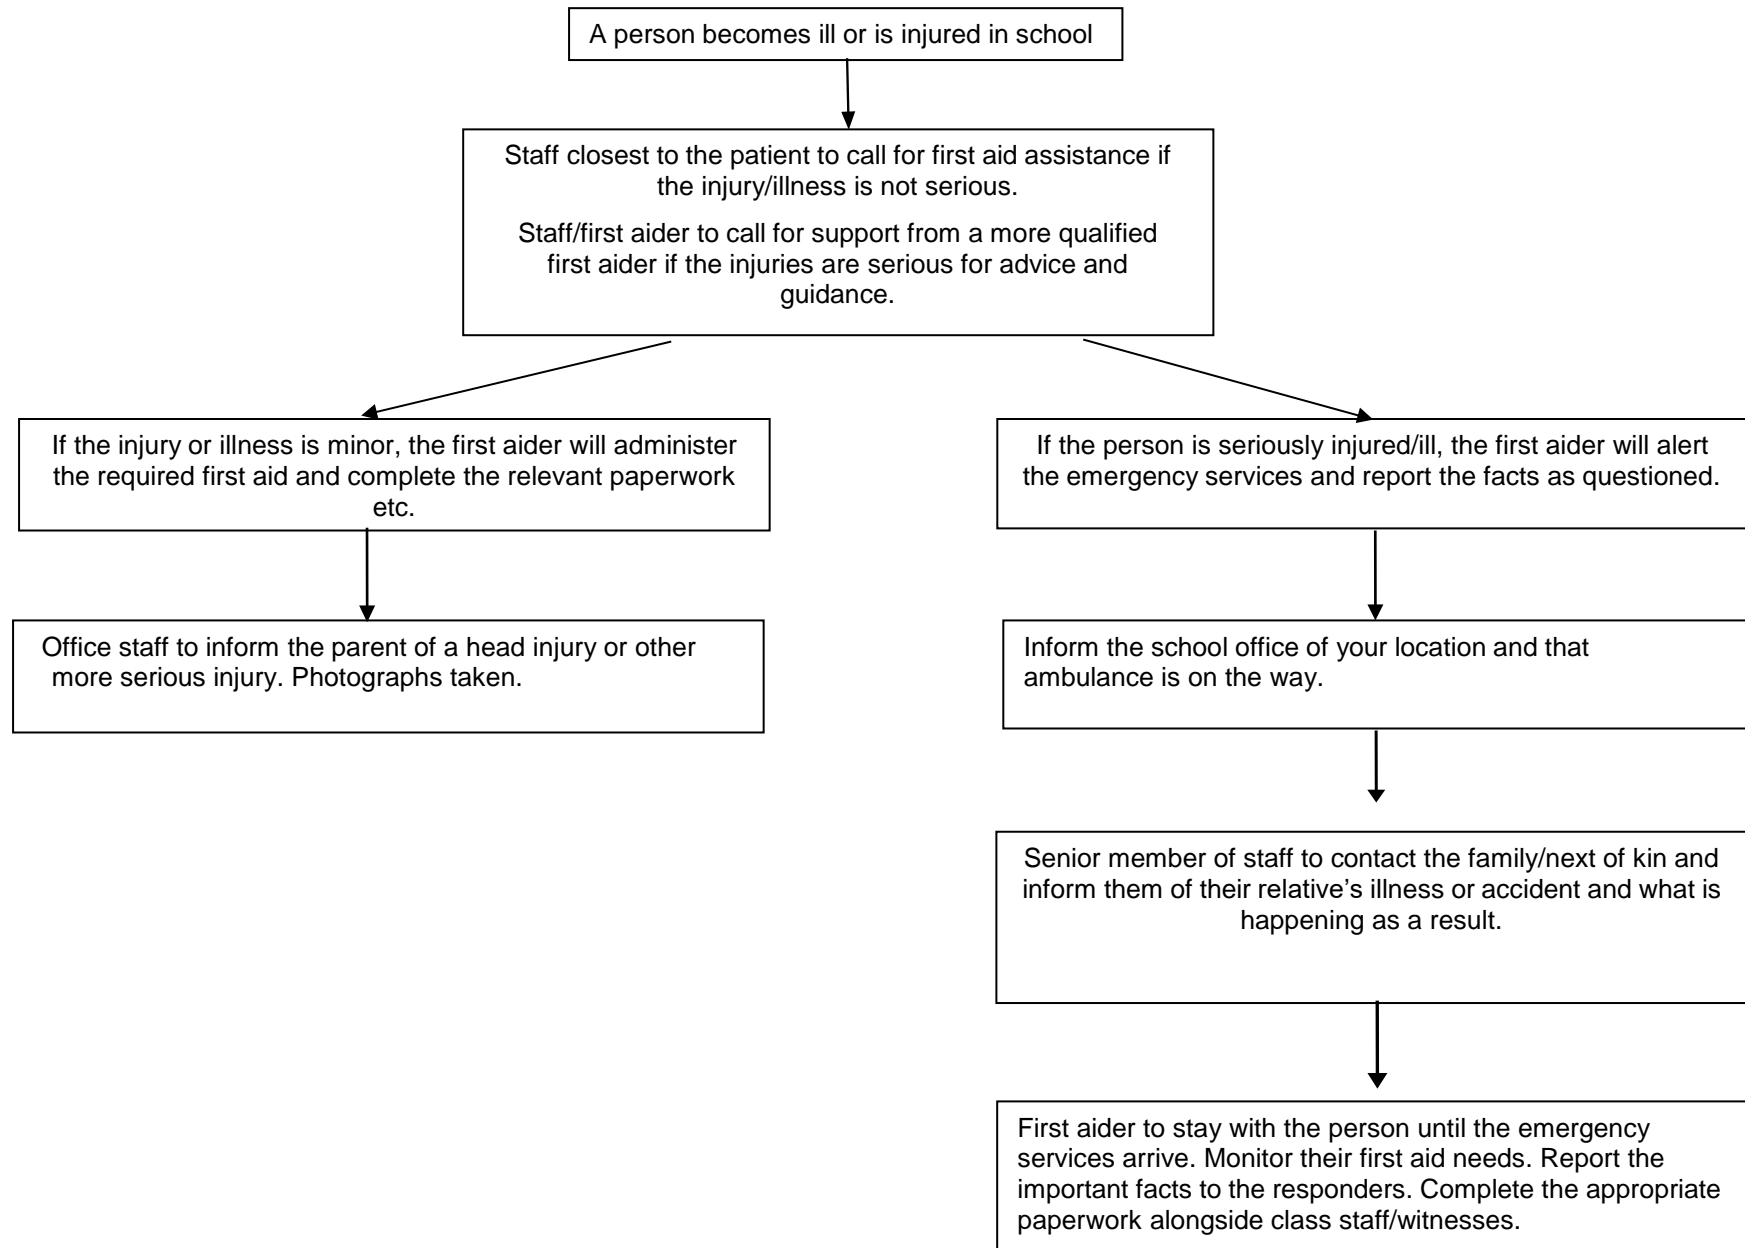 A person becomes ill or is injured in school
Staff closest to the patient to call for first aid assistance if
the injury/illness is not serious.
Staff/first aider to call for support from a more qualified
first aider if the injuries are serious for advice and
guidance.
If the injury or illness is minor, the first aider will administer
the required first aid and complete the relevant paperwork
etc.
Office staff to inform the parent of a head injury or other
more serious injury. Photographs taken.
If the person is seriously injured/ill, the first aider will alert
the emergency services and report the facts as questioned.
Inform the school office of your location and that
ambulance is on the way.
Senior member of staff to contact the family/next of kin and
inform them of their relative’s illness or accident and what is
happening as a result.
First aider to stay with the person until the emergency
services arrive. Monitor their first aid needs. Report the
important facts to the responders. Complete the appropriate
paperwork alongside class staff/witnesses.